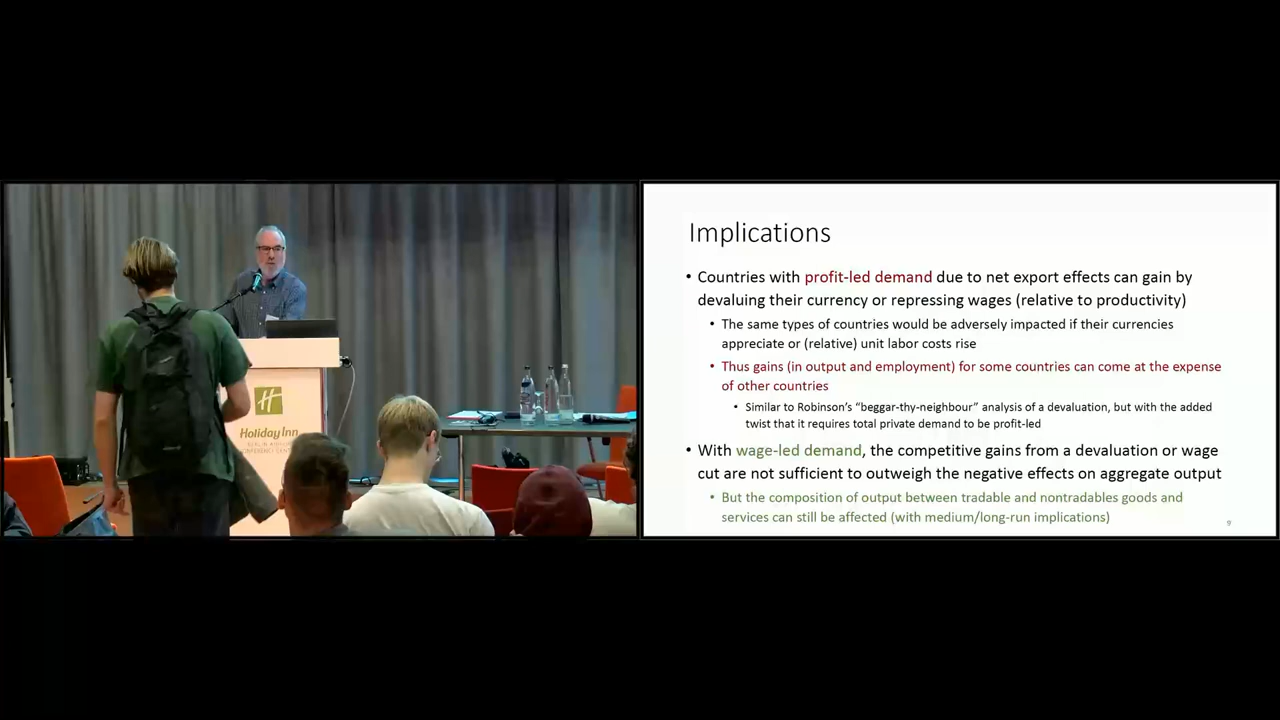 H
Holiday Inn
Implications
• Countries with profit-led demand due to net export effects can gain by
devaluing their currency or repressing wages (relative to productivity)
• The same types of countries would be adversely impacted if their currencies
appreciate or (relative) unit labor costs rise
• Thus gains (in output and employment) for some countries can come at the expense
of other countries
• Similar to Robinson's “beggar-thy-neighbour” analysis of a devaluation, but with the added
twist that it requires total private demand to be profit-led
• With wage-led demand, the competitive gains from a devaluation or wage
cut are not sufficient to outweigh the negative effects on aggregate output
• But the composition of output between tradable and nontradables goods and
services can still be affected (with medium/long-run implications)
9